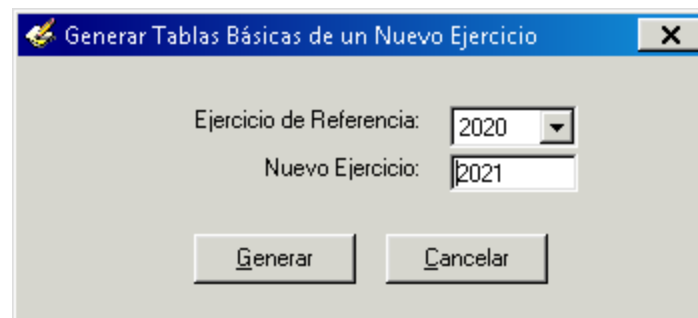 Generar Tablas Básicas de un Nuevo Ejercicio
Ejercicio de Referencia: 2020
Nuevo Ejercicio: 2021
Generar Cancelar